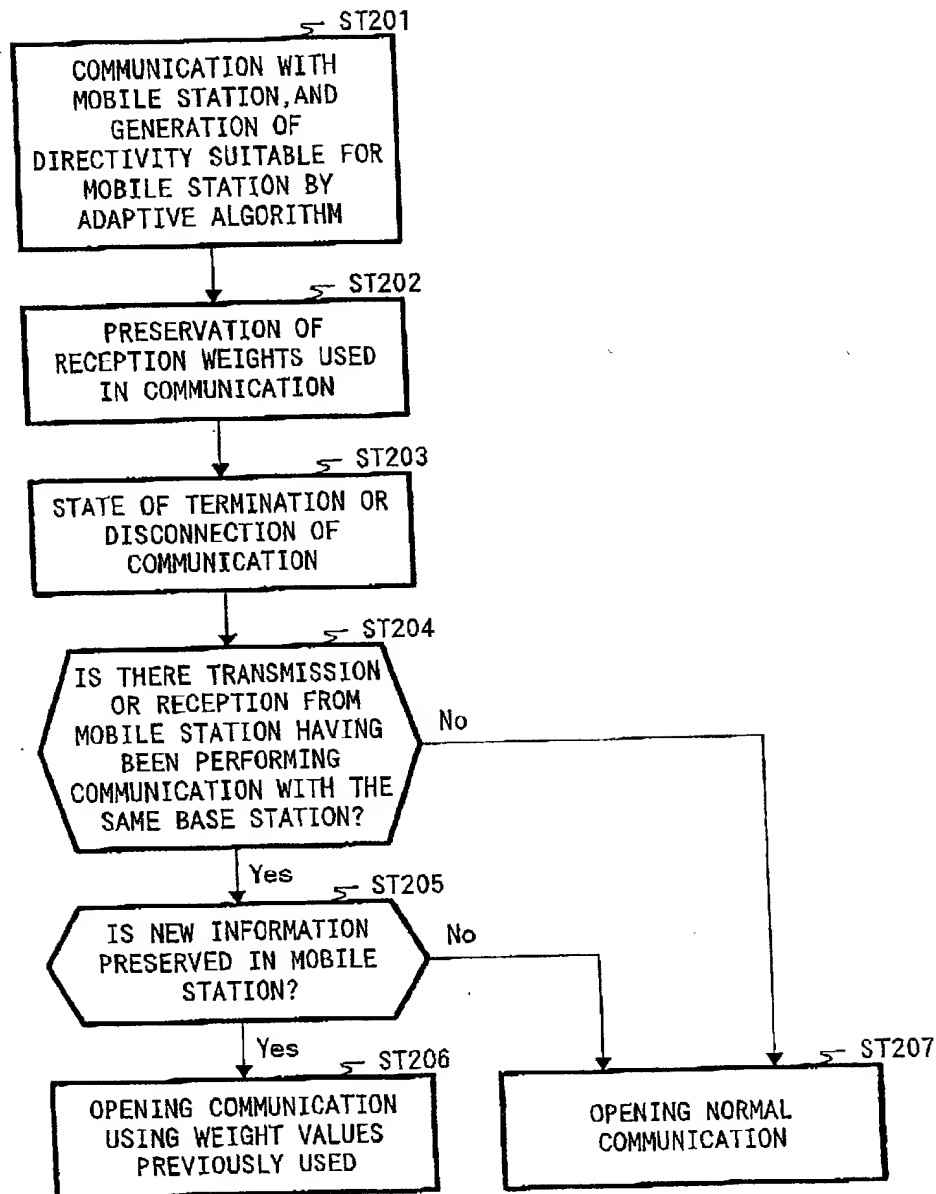 ST201
COMMUNICATION WITH
MOBILE STATION,AND
GENERATION OF
DIRECTIVITY SUITABLE FOR
MOBILE STATION BY
ADAPTIVE ALGORITHM
ST202
PRESERVATION OF
RECEPTION WEIGHTS USED
IN COMMUNICATION
ST203
STATE OF TERMINATION OR
DISCONNECTION OF
COMMUNICATION
ST204
IS THERE TRANSMISSION
OR RECEPTION FROM
MOBILE STATION HAVING
BEEN PERFORMING
COMMUNICATION WITH THE
SAME BASE STATION?
No
Yes
ST205
IS NEW INFORMATION
PRESERVED IN MOBILE
STATION?
No
Yes
ST206
OPENING COMMUNICATION
USING WEIGHT VALUES
PREVIOUSLY USED
ST207
OPENING NORMAL
COMMUNICATION